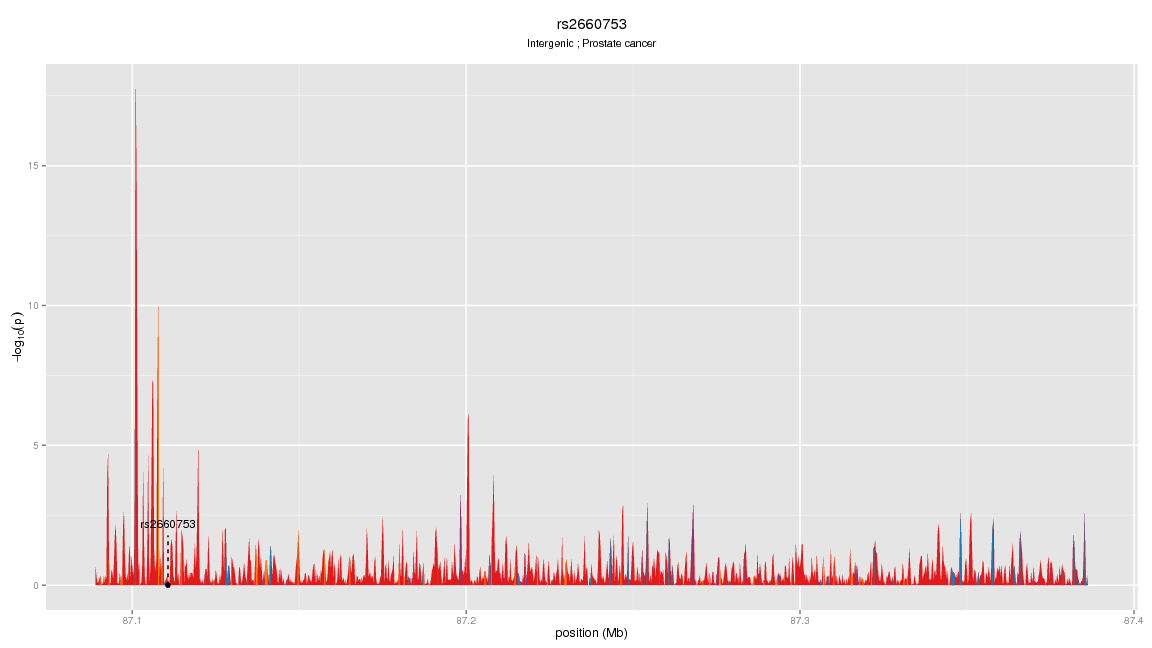 rs2660753
Intergenic ; Prostate cancer
15
10
5
0
−log10(p)
rs2660753
87.1
87.2
87.3
87.4
position (Mb)